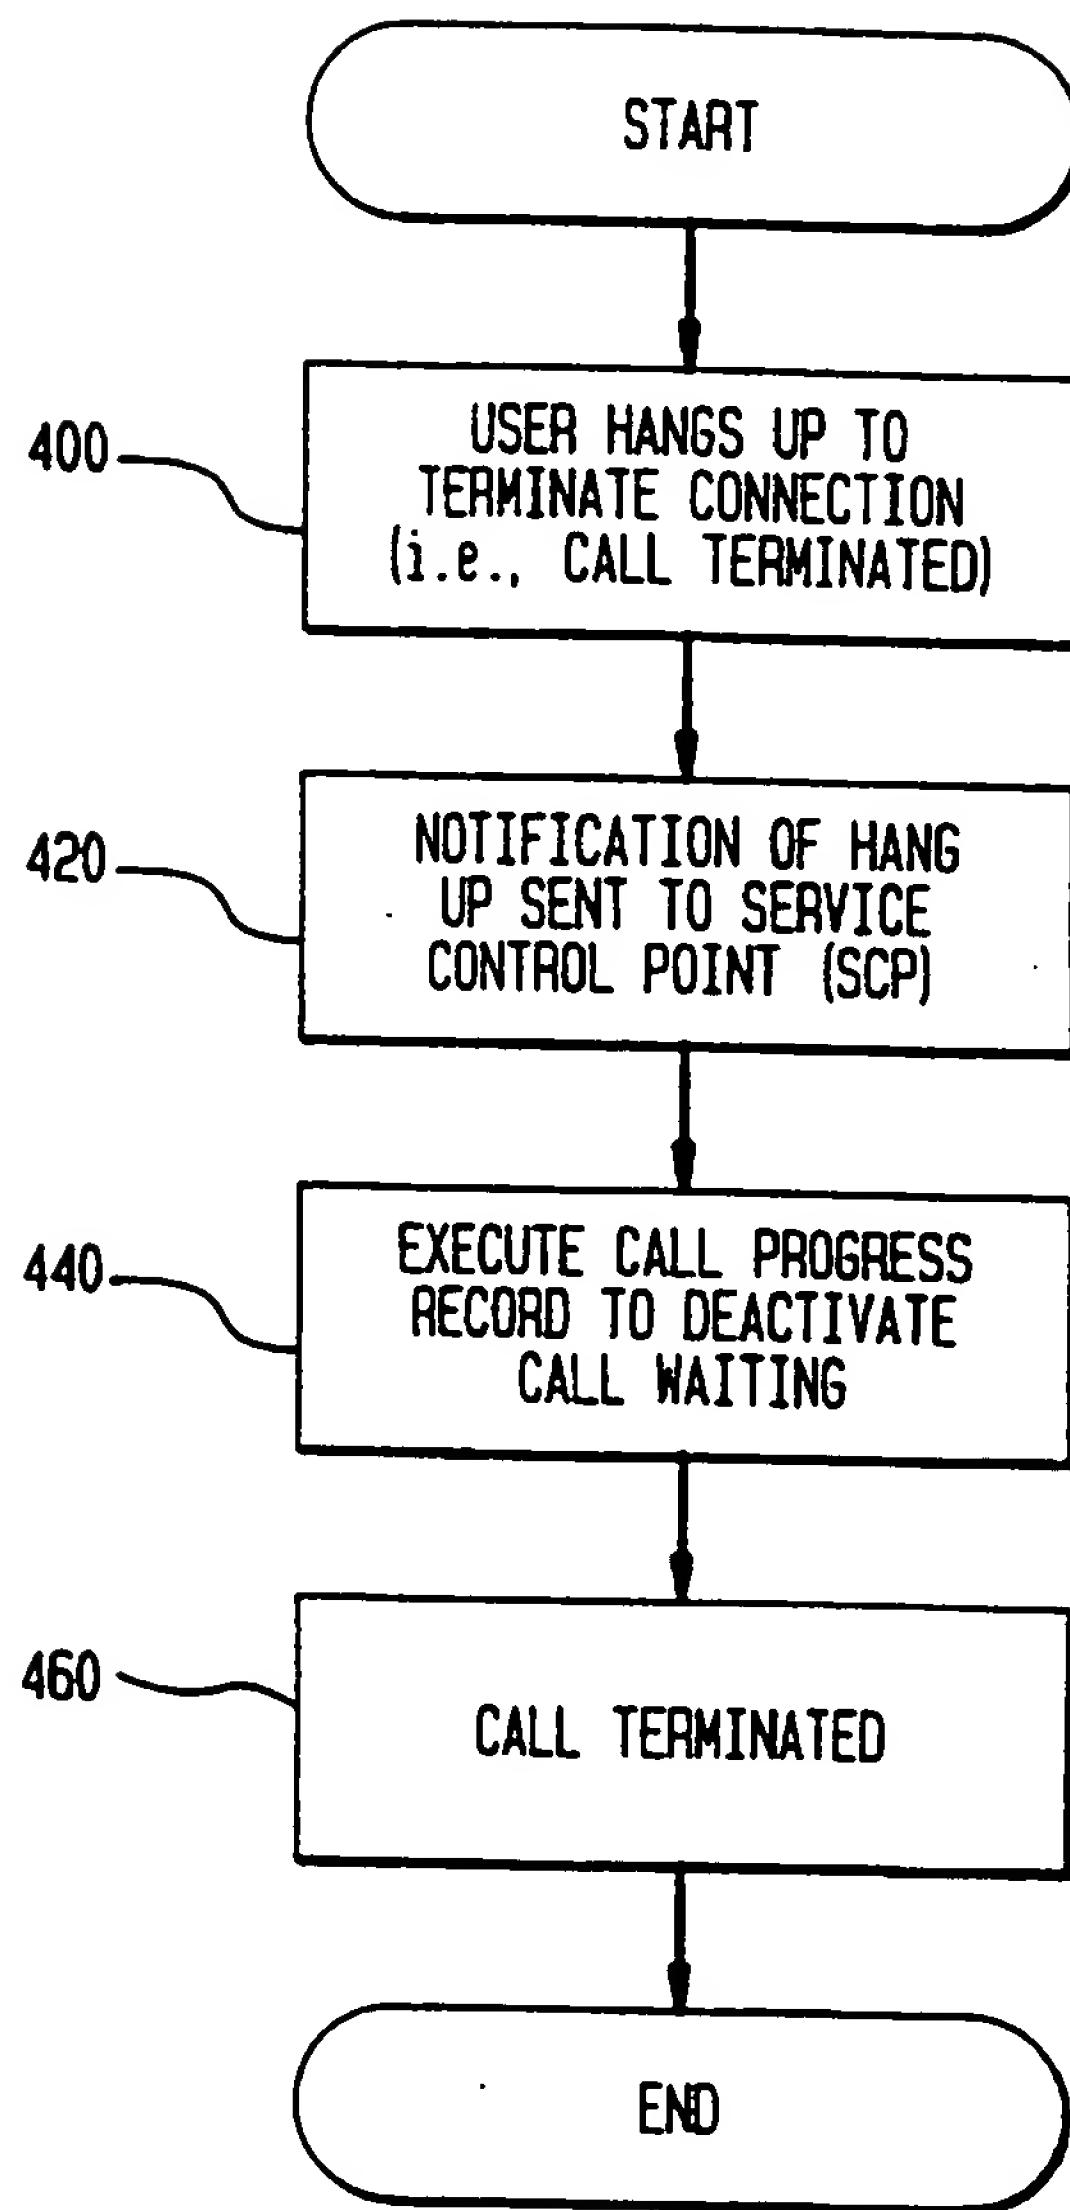 START
400
USER HANGS UP TO
TERMINATE CONNECTION
(i.e., CALL TERMINATED)
420
NOTIFICATION OF HANG
UP SENT TO SERVICE
CONTROL POINT (SCP)
440
EXECUTE CALL PROGRESS
RECORD TO DEACTIVATE
CALL WAITING
460
CALL TERMINATED
END